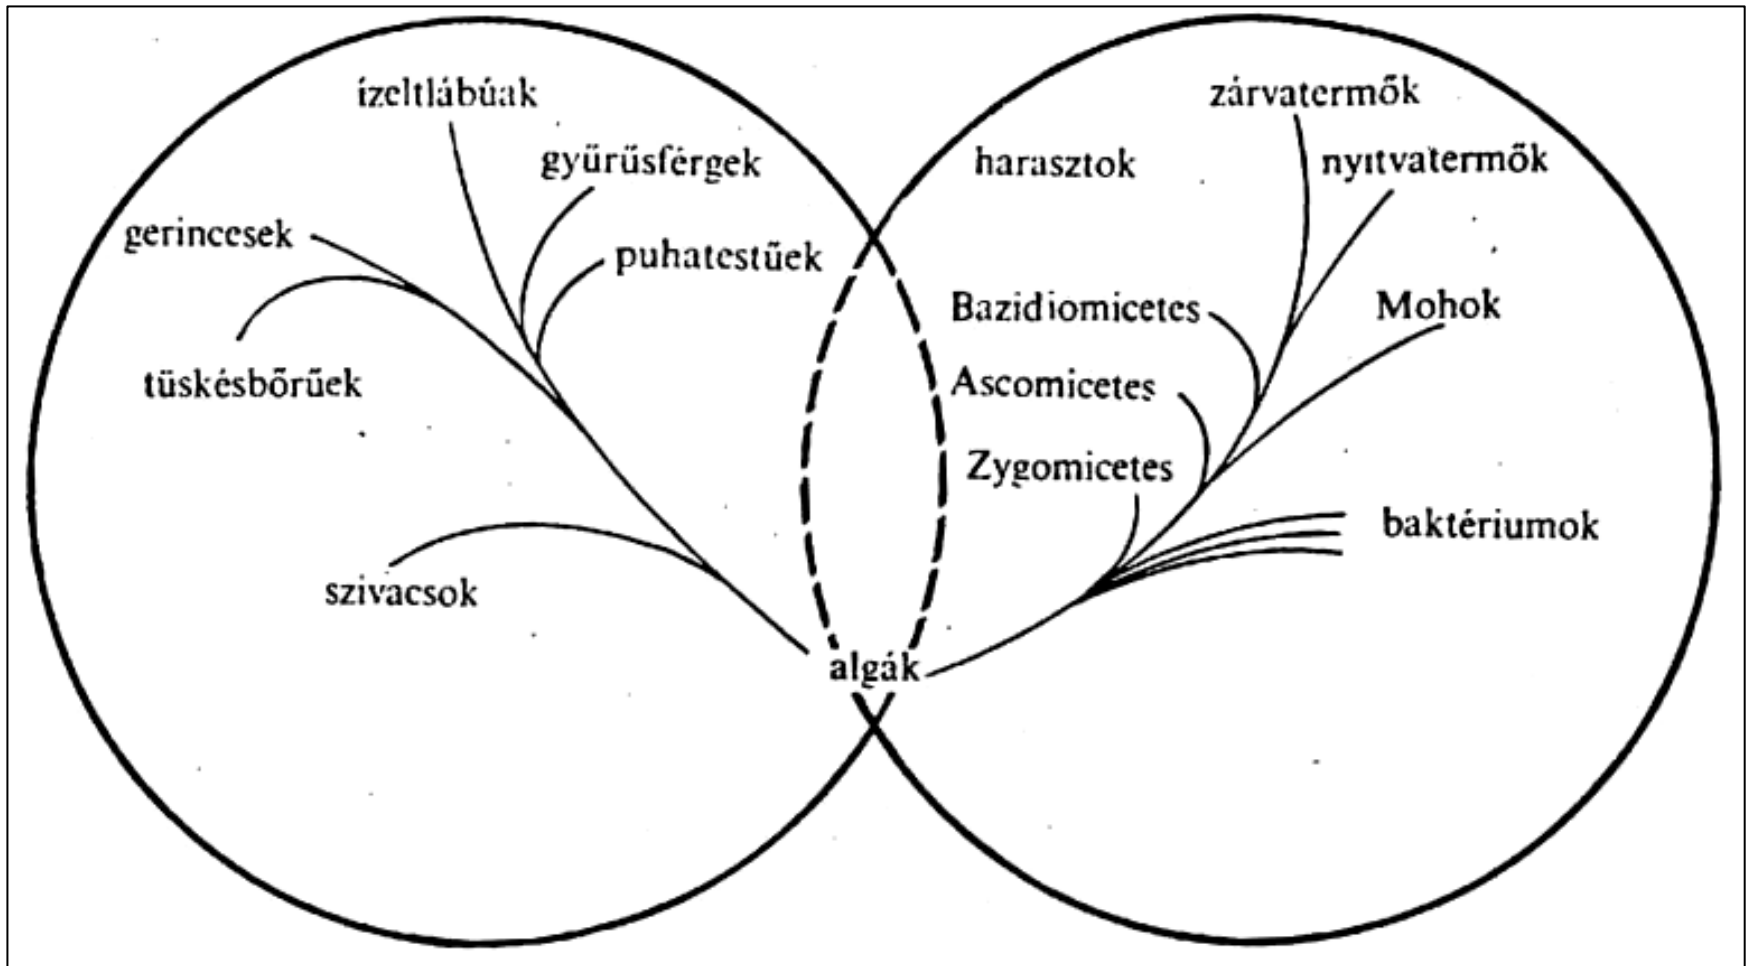 ízeltlábúak
gyűrűsférgek
gerincesek
puhatestűek
tüskésbőrűek
szivacsok
algák
zárvatermők
harasztok
nyitvatermők
Bazidiomicetes
Mohok
Ascomicetes
Zygomicetes
baktériumok